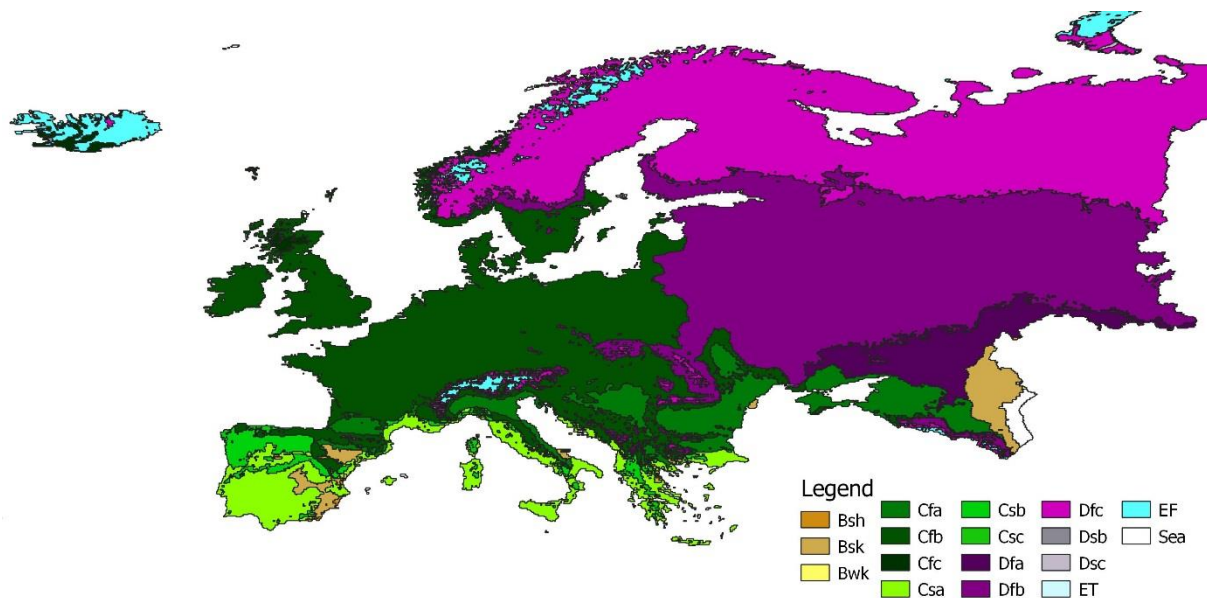 Legend
Bsh
Bsk
Bwk
Cfa
Cfb
Cfc
Csa
Csb
Csc
Dfa
Dfb
Dfc
Dsb
Dsc
ET
EF
Sea